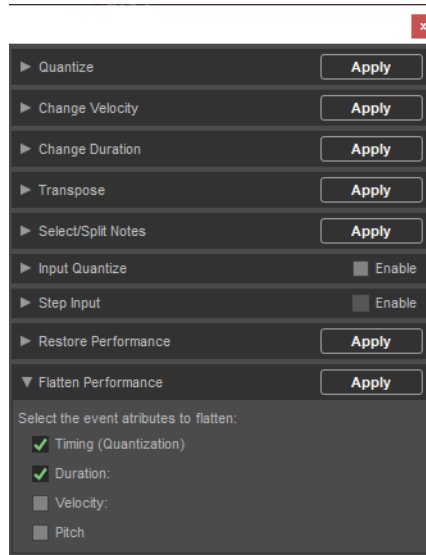 x
Quantize Apply
Change Velocity Apply
Change Duration Apply
Transpose Apply
Select/Split Notes Apply
Input Quantize Enable
Step Input Enable
Restore Performance Apply
Flatten Performance Apply
Select the event atributes to flatten:
Timing (Quantization)
Duration:
Velocity:
Pitch